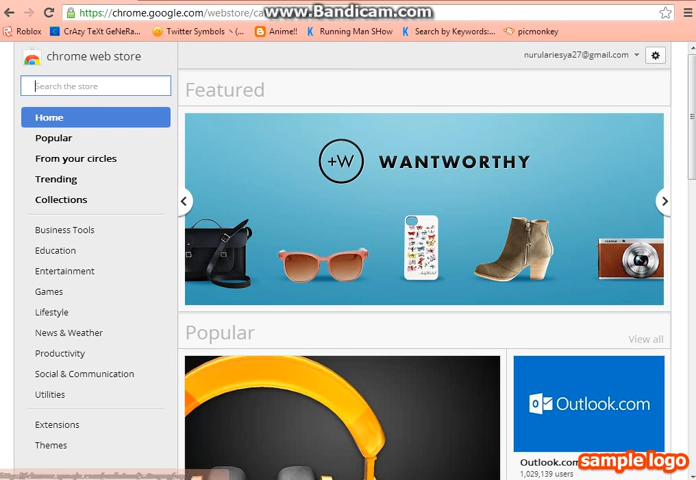 https://chrome.google.com/webstore/ca
www.Bandicam.com
Roblox
CrAzy TeXt GeNeRa...
Twitter Symbols
Anime!!
Running Man SHow
Search by Keywords:...
picmonkey
chrome web store
nurulariesya27@gmail.com
Search the store
Featured
Home
Popular
From your circles
Trending
Collections
+W WANTWORTHY
Business Tools
Education
Entertainment
Games
Lifestyle
News & Weather
Productivity
Social & Communication
Utilities
Extensions
Themes
Popular
View all
Outlook.com
Outlook.com
1,029,139 users
sample logo